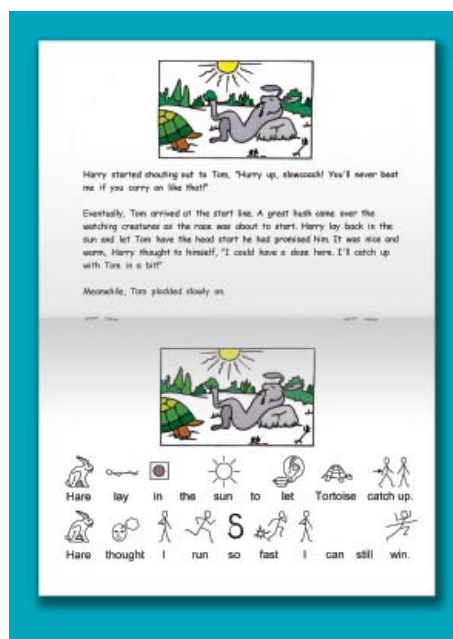 Harry started shouting out to Tom, "Hurry up, slowcoach! You'll never beat
me if you carry on like that!"
Eventually, Tom arrived at the start line. A great hush came over the
watching creatures as the race was about to start. Harry lay back in the
sun and let Tom have the head start he had promised him. It was nice and
warm, Harry thought to himself, "I could have a doze here. I'll catch up
with Tom in a bit!"
Meanwhile, Tom plodded slowly on.
Hare lay in the sun to let Tortoise catch up.
Hare thought I run so fast I can still win.